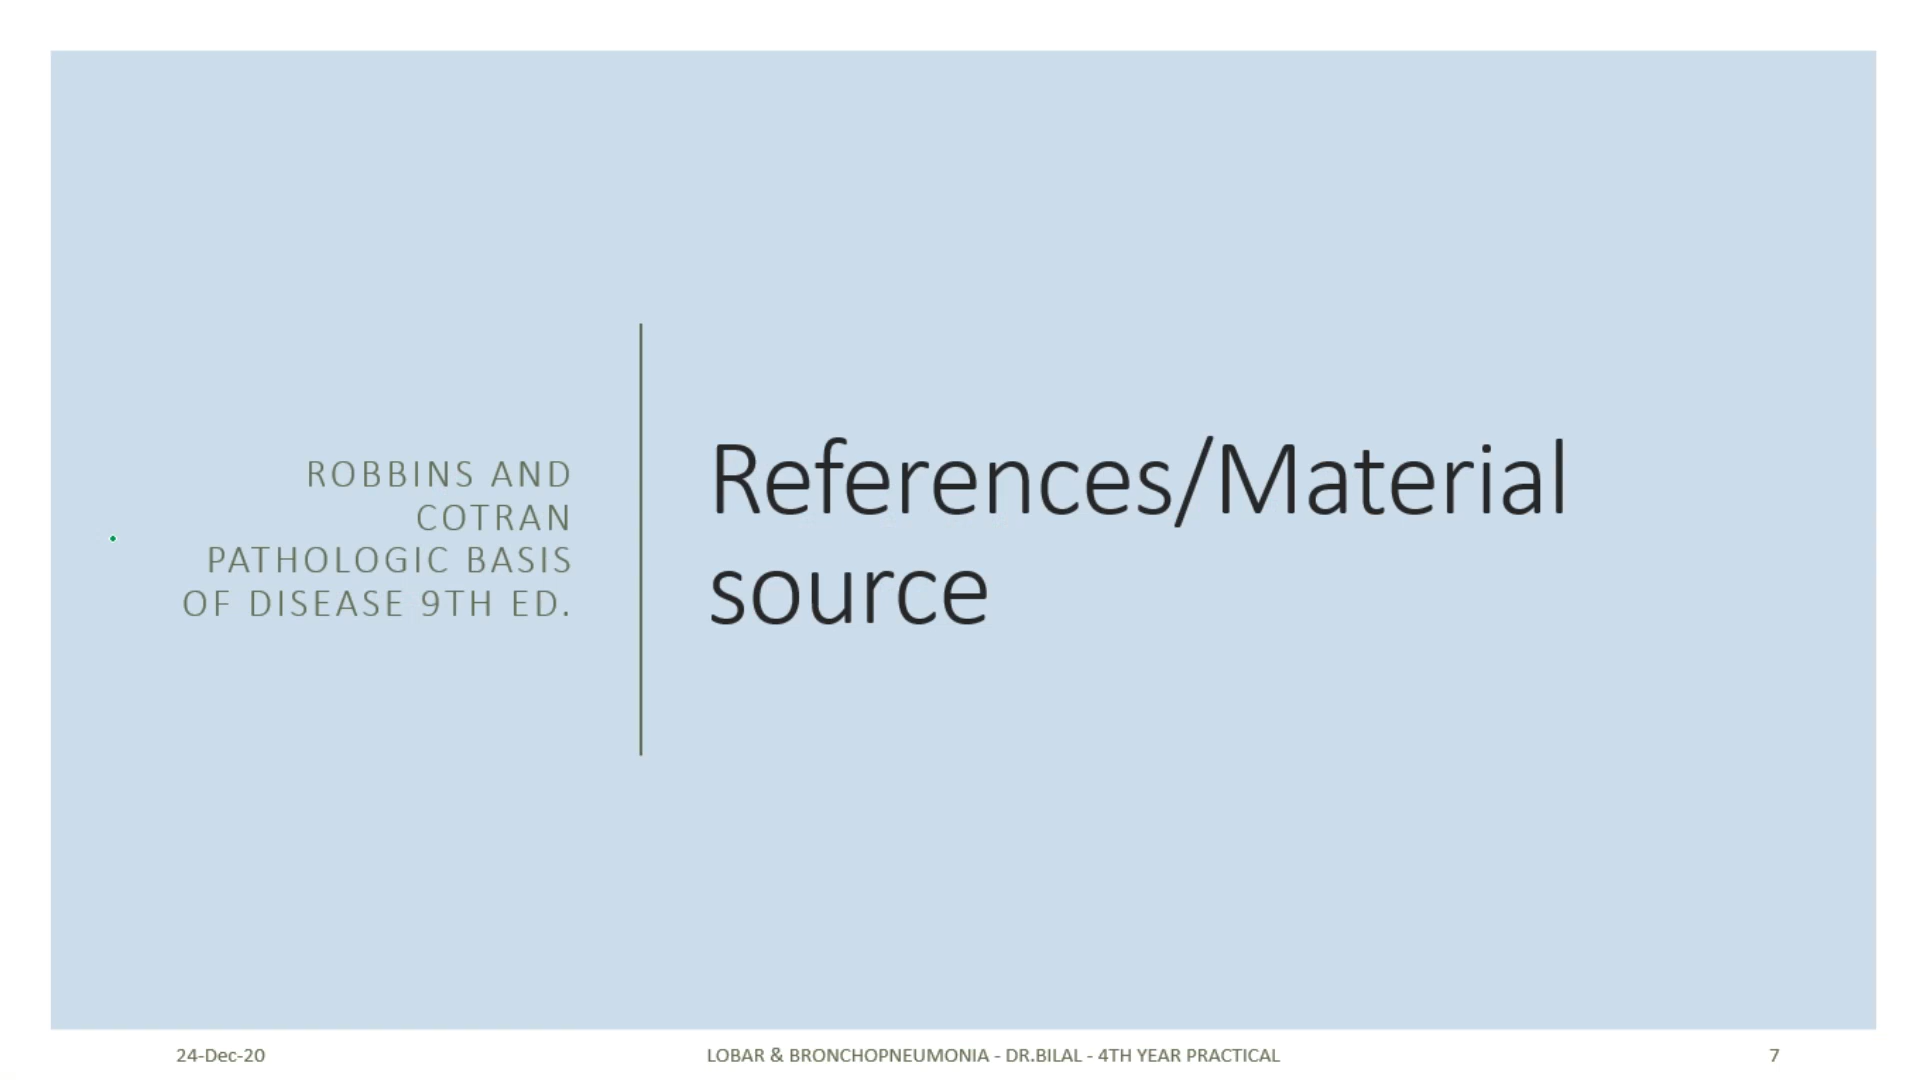 ROBBINS AND
COTRAN
PATHOLOGIC BASIS
OF DISEASE 9TH ED.
References/Material
source
24-Dec-20
LOBAR & BRONCHOPNEUMONIA - DR.BILAL - 4TH YEAR PRACTICAL
7